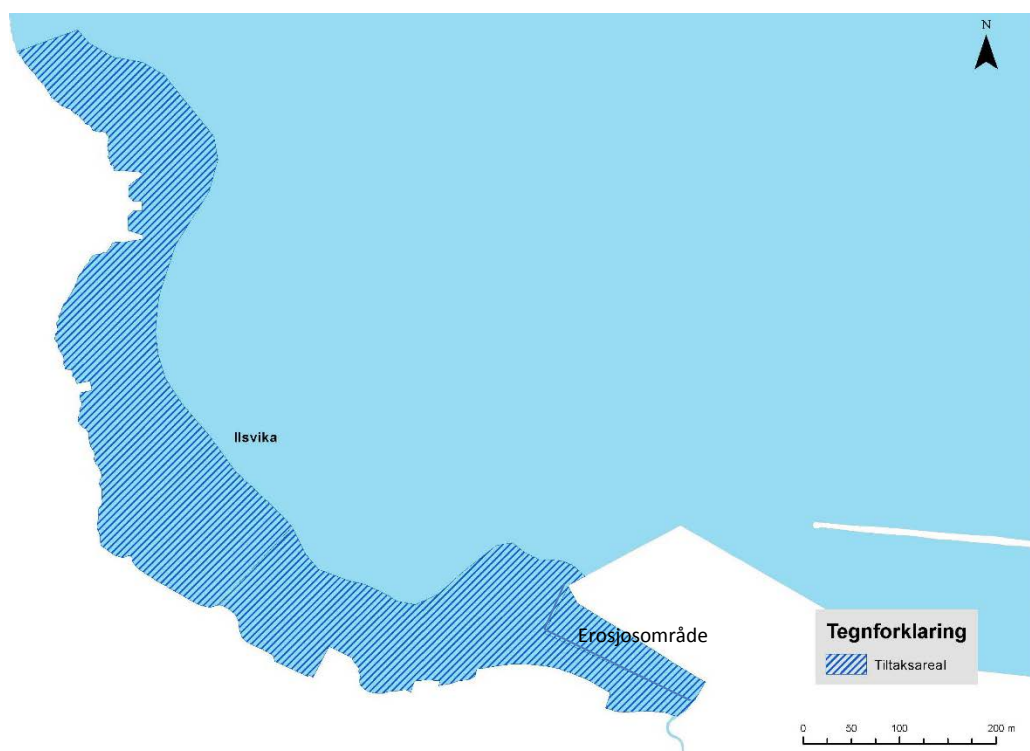 N
Ilsvika
Erosjosområde
Tegnforklaring
Tiltaksareal
0 50 100 200 m